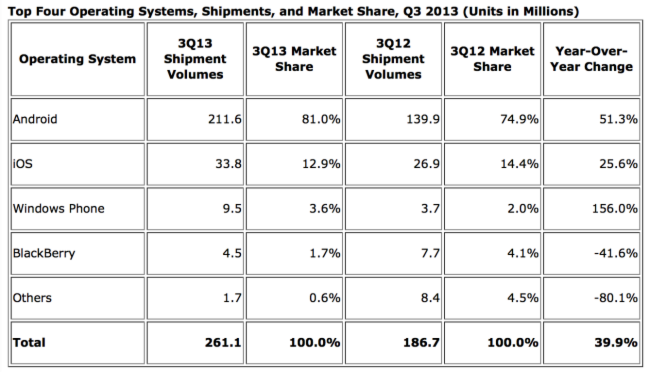 Top Four Operating Systems, Shipments, and Market Share, Q3 2013 (Units in Millions)
Operating System 3Q13 Shipment Volumes 3Q13 Market Share 3Q12 Shipment Volumes 3Q12 Market Share Year-Over-Year Change
Android 211.6 81.0% 139.9 74.9% 51.3%
iOS 33.8 12.9% 26.9 14.4% 25.6%
Windows Phone 9.5 3.6% 3.7 2.0% 156.0%
BlackBerry 4.5 1.7% 7.7 4.1% -41.6%
Others 1.7 0.6% 8.4 4.5% -80.1%
Total 261.1 100.0% 186.7 100.0% 39.9%